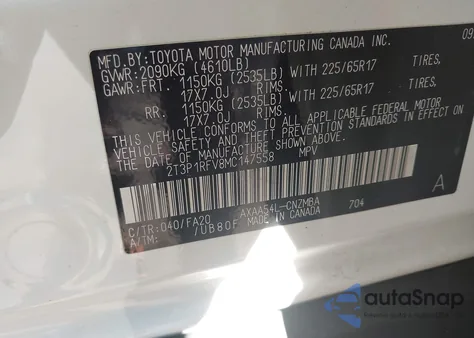 MFD.BY: TOYOTA MOTOR MANUFACTURING CANADA INC. 09
GVWR: 2090KG (4610LB)
GAWR: FRT. 1150KG (2535LB) WITH 225/65R17 TIRES.
17X7.0J RIMS.
RR. 1150KG (2535LB) WITH 225/65R17 TIRES.
17X7.0J RIMS.
THIS VEHICLE CONFORMS TO ALL APPLICABLE FEDERAL MOTOR
VEHICLE SAFETY AND THEFT PREVENTION STANDARDS IN
EFFECT ON THE DATE OF MANUFACTURE SHOWN ABOVE.
2T3P1RFV8MC147558 MPV
A
C/TR: 040/FA20 AXAA54L-CNZMBA 704
A/TM: /UB80F MADE IN CANADA
autoSnap